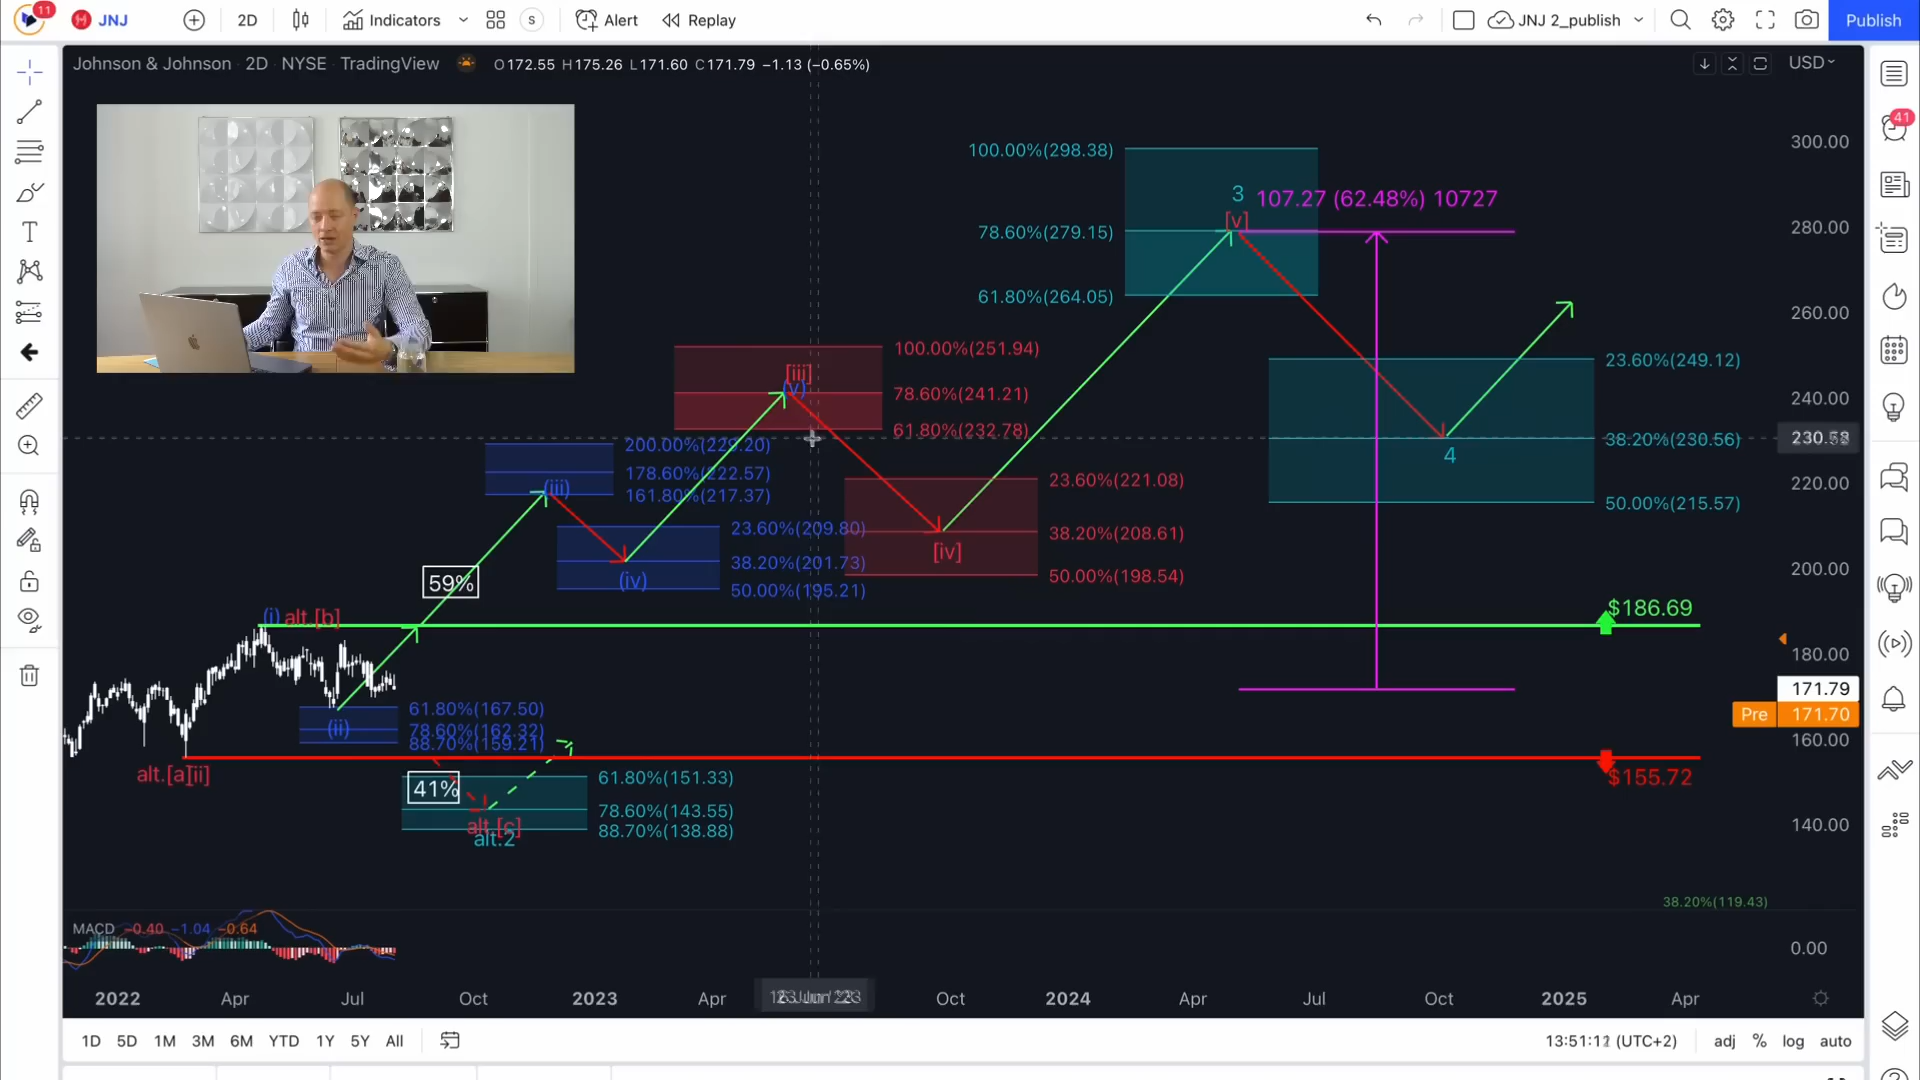 11
JNJ
2D
Indicators
S
Alert
Replay
JNJ 2_publish
Publish
Johnson & Johnson 2D NYSE TradingView
O172.55 H175.26 L171.60 C171.79 −1.13 (−0.65%)
USD
41
300.00
100.00%(298.38)
3
107.27 (62.48%) 10727
[v]
280.00
78.60%(279.15)
61.80%(264.05)
260.00
100.00%(251.94)
23.60%(249.12)
[iii]
(v)
78.60%(241.21)
240.00
61.80%(232.78)
38.20%(230.56)
4
200.00%(229.20)
178.60%(222.57)
161.80%(217.37)
(iii)
23.60%(221.08)
220.00
50.00%(215.57)
23.60%(209.80)
38.20%(208.61)
[iv]
38.20%(201.73)
(iv)
50.00%(195.21)
50.00%(198.54)
200.00
59%
(i) alt.[b]
$186.69
180.00
171.79
Pre 171.70
61.80%(167.50)
(ii)
78.60%(162.32)
88.70%(159.21)
160.00
alt.[a]
$155.72
61.80%(151.33)
41%
78.60%(143.55)
alt.[c]
alt.2
88.70%(138.88)
140.00
38.20%(119.43)
MACD −0.40 −1.04 −0.64
0.00
2022 Apr Jul Oct 2023 Apr Oct 2024 Apr Jul Oct 2025 Apr
1D 5D 1M 3M 6M YTD 1Y 5Y All
(UTC+2) adj % log auto